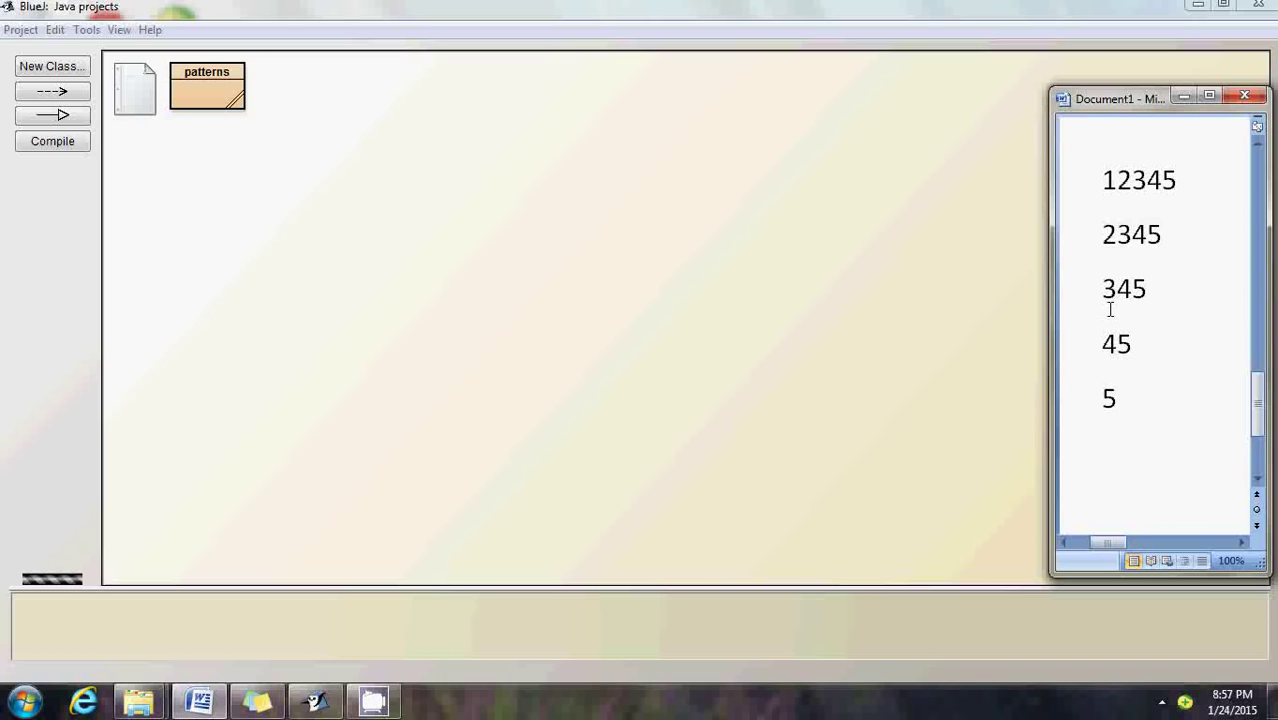 BlueJ: Java projects
Project Edit Tools View Help
New Class...
Compile
patterns
Document1 - Mi...
12345
2345
345
45
5
100%
8:57 PM
1/24/2015